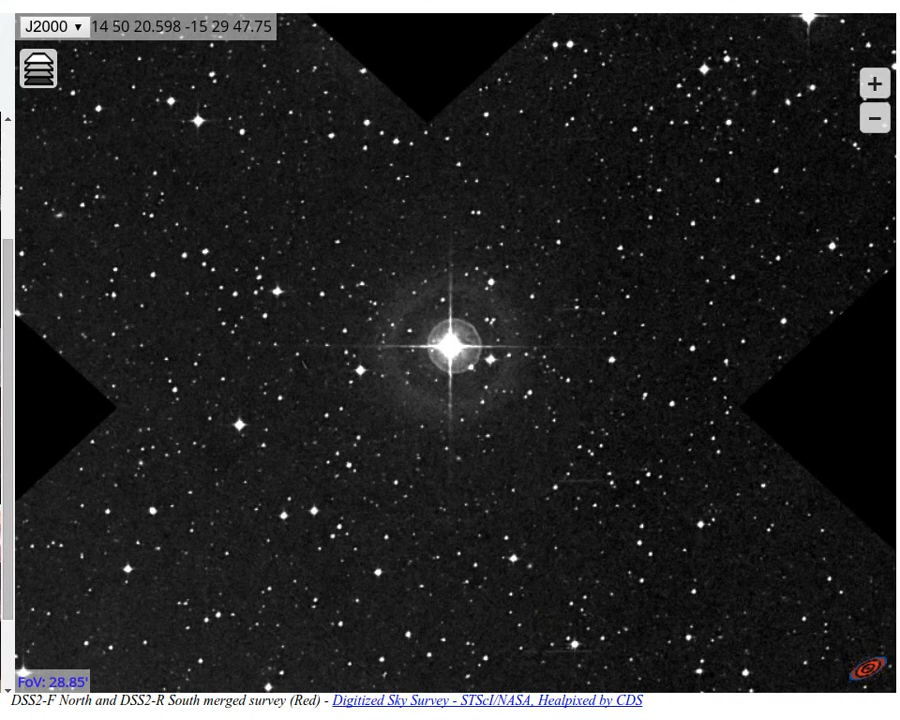 J2000 ▼ 14 50 20.598 -15 29 47.75
+
−
FoV: 28.85'
DSS2-F North and DSS2-R South merged survey (Red) - Digitized Sky Survey - STScI/NASA, Healpixed by CDS